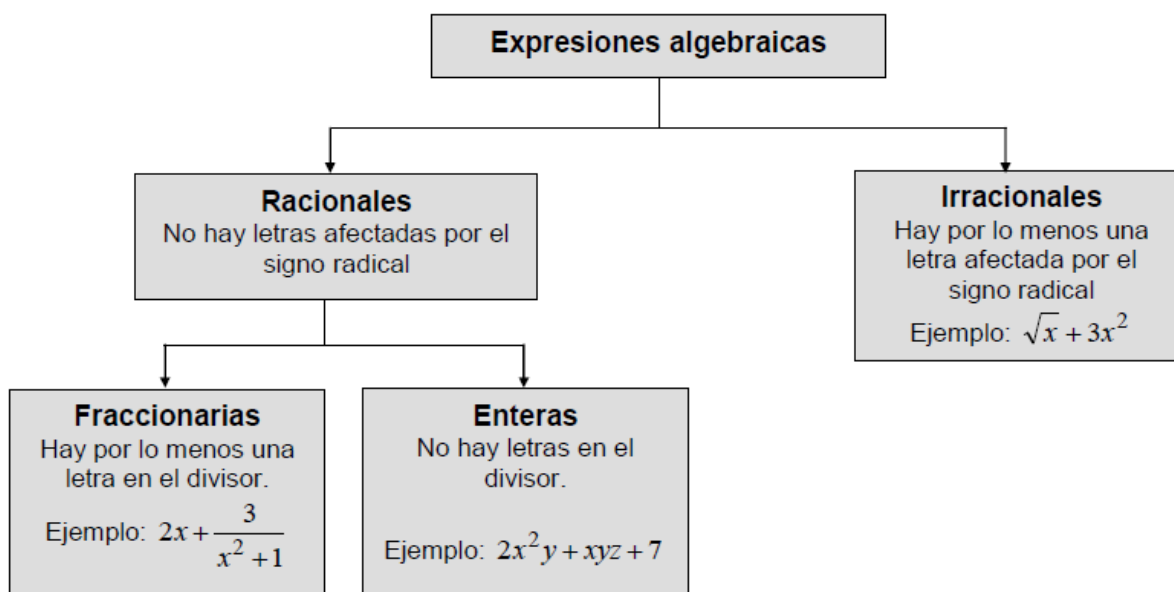 Expresiones algebraicas
Racionales
No hay letras afectadas por el
signo radical
Irracionales
Hay por lo menos una
letra afectada por el
signo radical
Ejemplo: √x + 3x²
Fraccionarias
Hay por lo menos una
letra en el divisor.
Ejemplo: 2x + 3/(x² + 1)
Enteras
No hay letras en el
divisor.
Ejemplo: 2x²y + xyz + 7